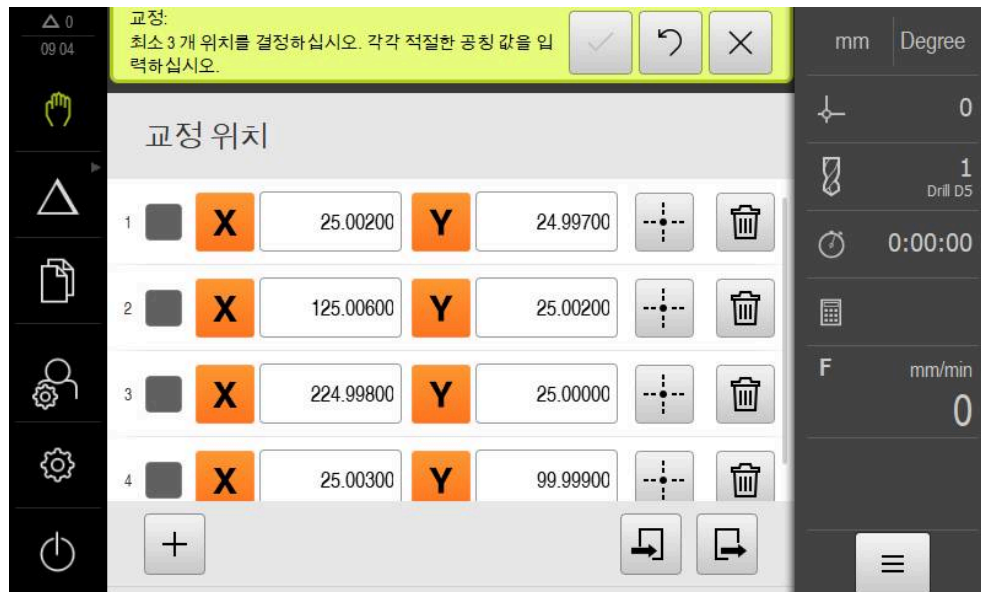 0
09 04
교정:
최소 3 개 위치를 결정하십시오. 각각 적절한 공칭 값을 입
력하십시오.
mm Degree
교정 위치
0
1
Drill D5
0:00:00
F mm/min
0
1 X 25.00200 Y 24.99700
2 X 125.00600 Y 25.00200
3 X 224.99800 Y 25.00000
4 X 25.00300 Y 99.99900